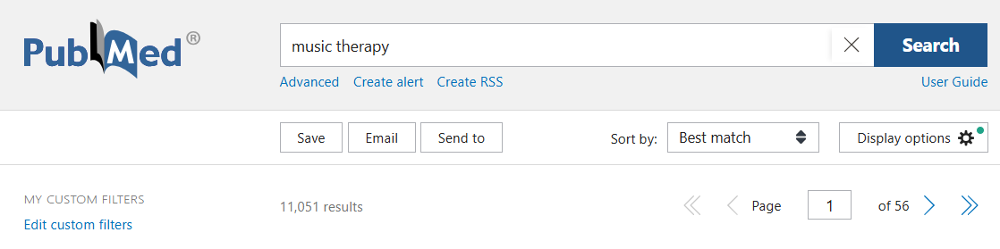 PubMed®
music therapy
Search
Advanced Create alert Create RSS User Guide
Save Email Send to Sort by: Best match Display options
MY CUSTOM FILTERS
11,051 results Page 1 of 56
Edit custom filters